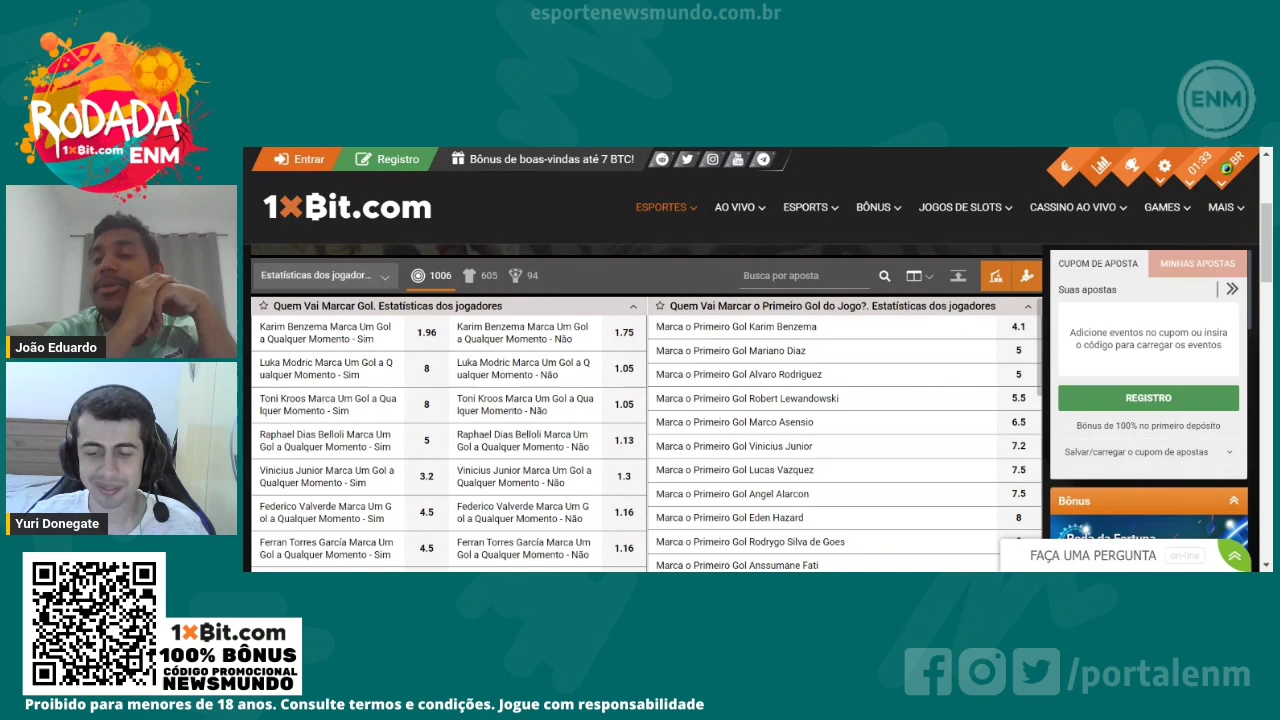 esportenewsmundo.com.br
RODADA
1xBit.com
ENM
ENM
João Eduardo
Yuri Donegate
Entrar
Registro
Bônus de boas-vindas até 7 BTC!
01:33
BR
1xBit.com
ESPORTES
AO VIVO
ESPORTS
BÔNUS
JOGOS DE SLOTS
CASSINO AO VIVO
GAMES
MAIS
Estatísticas dos jogador...
1006
605
94
Busca por aposta
Quem Vai Marcar Gol. Estatísticas dos jogadores
Karim Benzema Marca Um Gol
a Qualquer Momento - Sim
1.96
Karim Benzema Marca Um Gol
a Qualquer Momento - Não
1.75
Luka Modric Marca Um Gol a Q
ualquer Momento - Sim
8
Luka Modric Marca Um Gol a Q
ualquer Momento - Não
1.05
Toni Kroos Marca Um Gol a Qua
lquer Momento - Sim
8
Toni Kroos Marca Um Gol a Qua
lquer Momento - Não
1.05
Raphael Dias Belloli Marca Um
Gol a Qualquer Momento - Sim
5
Raphael Dias Belloli Marca Um
Gol a Qualquer Momento - Não
1.13
Vinicius Junior Marca Um Gol a
Qualquer Momento - Sim
3.2
Vinicius Junior Marca Um Gol a
Qualquer Momento - Não
1.3
Federico Valverde Marca Um G
ol a Qualquer Momento - Sim
4.5
Federico Valverde Marca Um G
ol a Qualquer Momento - Não
1.16
Ferran Torres García Marca Um
Gol a Qualquer Momento - Sim
4.5
Ferran Torres García Marca Um
Gol a Qualquer Momento - Não
1.16
Quem Vai Marcar o Primeiro Gol do Jogo?. Estatísticas dos jogadores
Marca o Primeiro Gol Karim Benzema 4.1
Marca o Primeiro Gol Mariano Diaz 5
Marca o Primeiro Gol Alvaro Rodriguez 5
Marca o Primeiro Gol Robert Lewandowski 5.5
Marca o Primeiro Gol Marco Asensio 6.5
Marca o Primeiro Gol Vinicius Junior 7.2
Marca o Primeiro Gol Lucas Vazquez 7.5
Marca o Primeiro Gol Angel Alarcon 7.5
Marca o Primeiro Gol Eden Hazard 8
Marca o Primeiro Gol Rodrygo Silva de Goes
Marca o Primeiro Gol Anssumane Fati
CUPOM DE APOSTA
MINHAS APOSTAS
Suas apostas
Adicione eventos no cupom ou insira
o código para carregar os eventos
REGISTRO
Bônus de 100% no primeiro depósito
Salvar/carregar o cupom de apostas
Bônus
Roda da Fortuna
FAÇA UMA PERGUNTA
on-line
1xBit.com
100% BÔNUS
CÓDIGO PROMOCIONAL
NEWSMUNDO
/portalenm
Proibido para menores de 18 anos. Consulte termos e condições. Jogue com responsabilidade